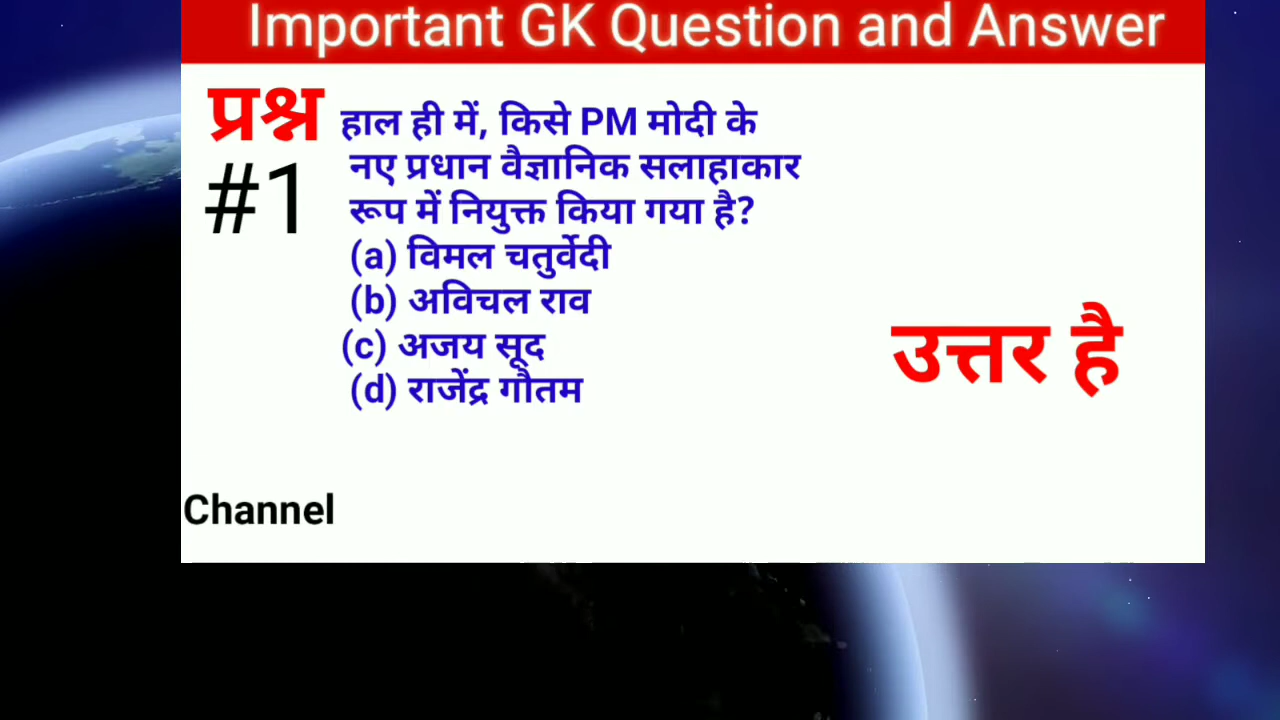 Important GK Question and Answer
प्रश्न
#1
हाल ही में, किसे PM मोदी के
नए प्रधान वैज्ञानिक सलाहाकार
रूप में नियुक्त किया गया है?
(a) विमल चतुर्वेदी
(b) अविचल राव
(c) अजय सूद
(d) राजेंद्र गौतम
उत्तर है
Channel